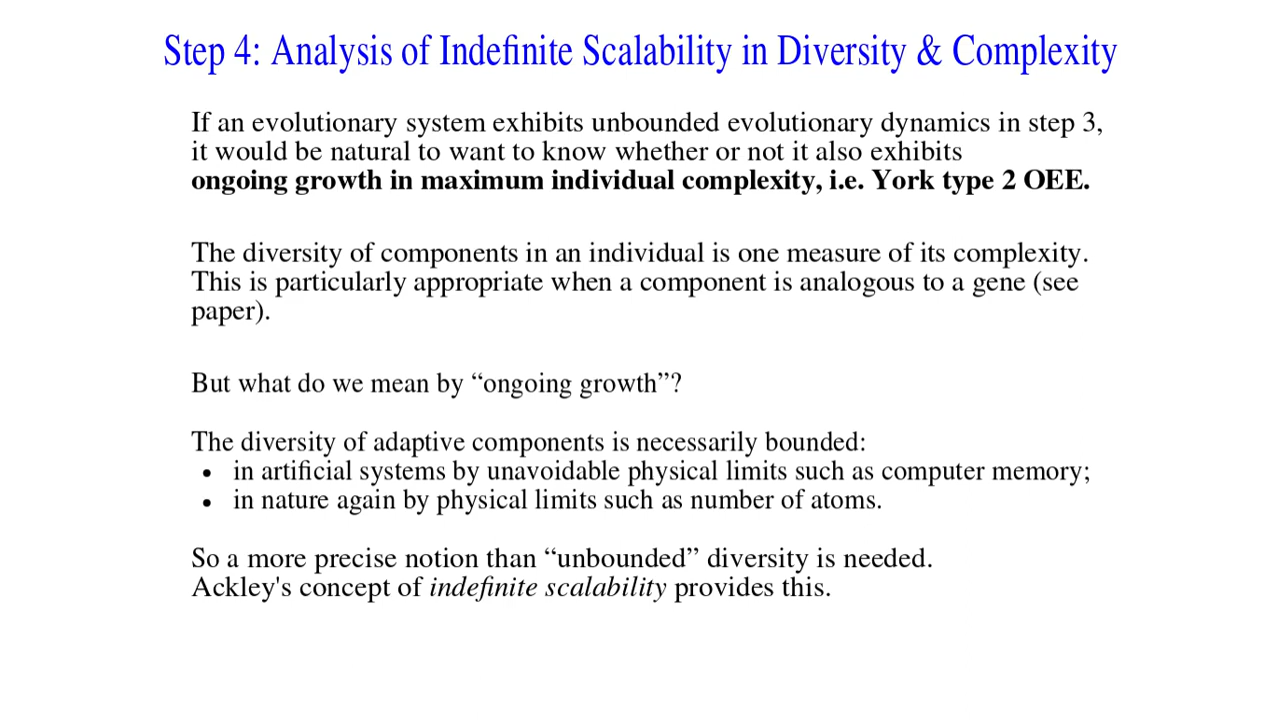 Step 4: Analysis of Indefinite Scalability in Diversity & Complexity
If an evolutionary system exhibits unbounded evolutionary dynamics in step 3,
it would be natural to want to know whether or not it also exhibits
ongoing growth in maximum individual complexity, i.e. York type 2 OEE.
The diversity of components in an individual is one measure of its complexity.
This is particularly appropriate when a component is analogous to a gene (see
paper).
But what do we mean by “ongoing growth”?
The diversity of adaptive components is necessarily bounded:
• in artificial systems by unavoidable physical limits such as computer memory;
• in nature again by physical limits such as number of atoms.
So a more precise notion than “unbounded” diversity is needed.
Ackley's concept of indefinite scalability provides this.